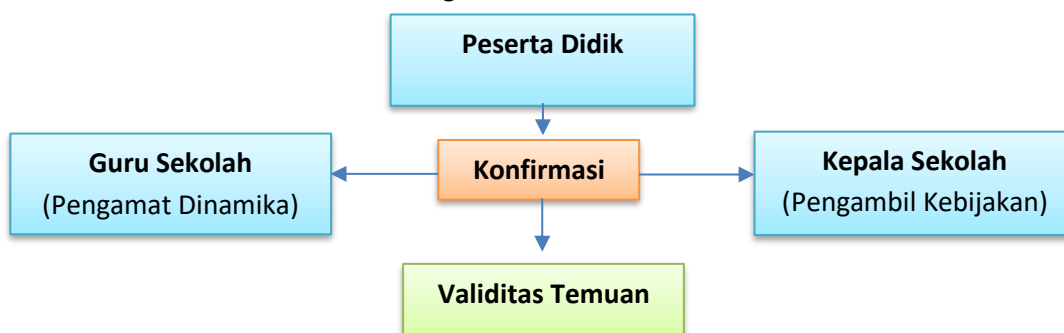 Peserta Didik
Guru Sekolah
(Pengamat Dinamika)
Konfirmasi
Kepala Sekolah
(Pengambil Kebijakan)
Validitas Temuan